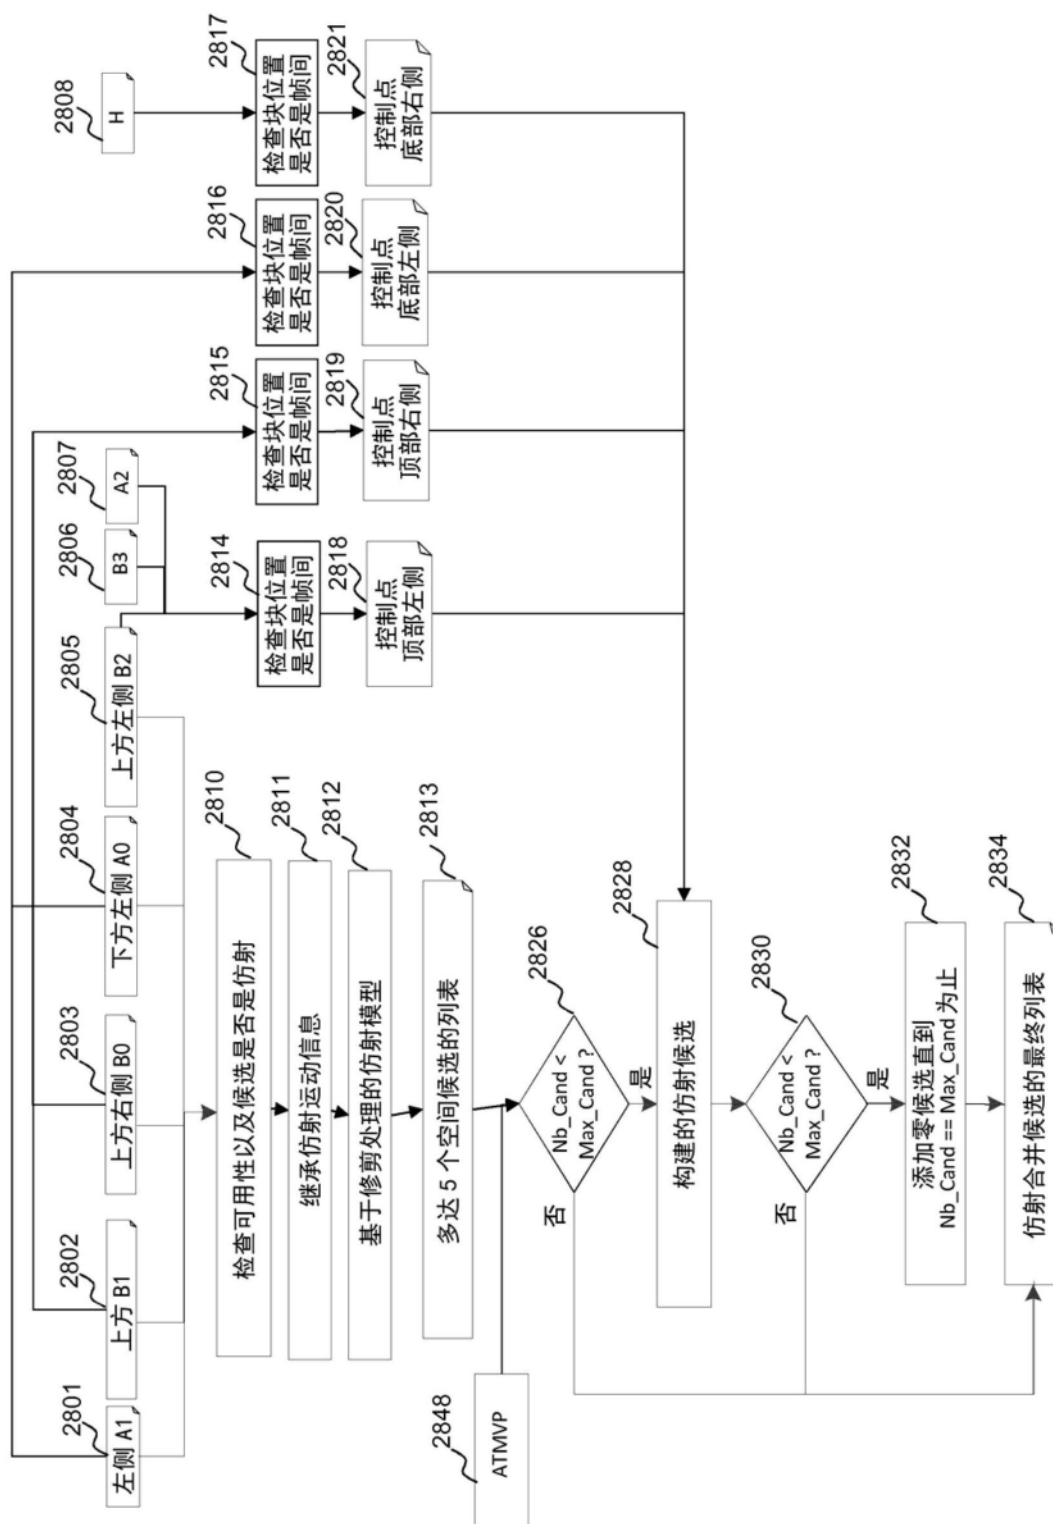 2801
左侧 A1
2802
上方 B1
2803
上方右侧 B0
2804
下方左侧 A0
2805
上方左侧 B2
2806
B3
2807
A2
2808
H
2810
检查可用性以及候选是否是仿射
2811
继承仿射运动信息
2812
基于修剪处理的仿射模型
2813
多达 5 个空间候选的列表
2814
检查块位置
是否是帧间
2815
检查块位置
是否是帧间
2816
检查块位置
是否是帧间
2817
检查块位置
是否是帧间
2818
控制点
顶部左侧
2819
控制点
顶部右侧
2820
控制点
底部左侧
2821
控制点
底部右侧
2848
ATMVP
2826
Nb_Cand <
Max_Cand ?
否
是
2828
构建的仿射候选
2830
Nb_Cand <
Max_Cand ?
否
是
2832
添加零候选直到
Nb_Cand == Max_Cand 为止
2834
仿射合并候选的最终列表